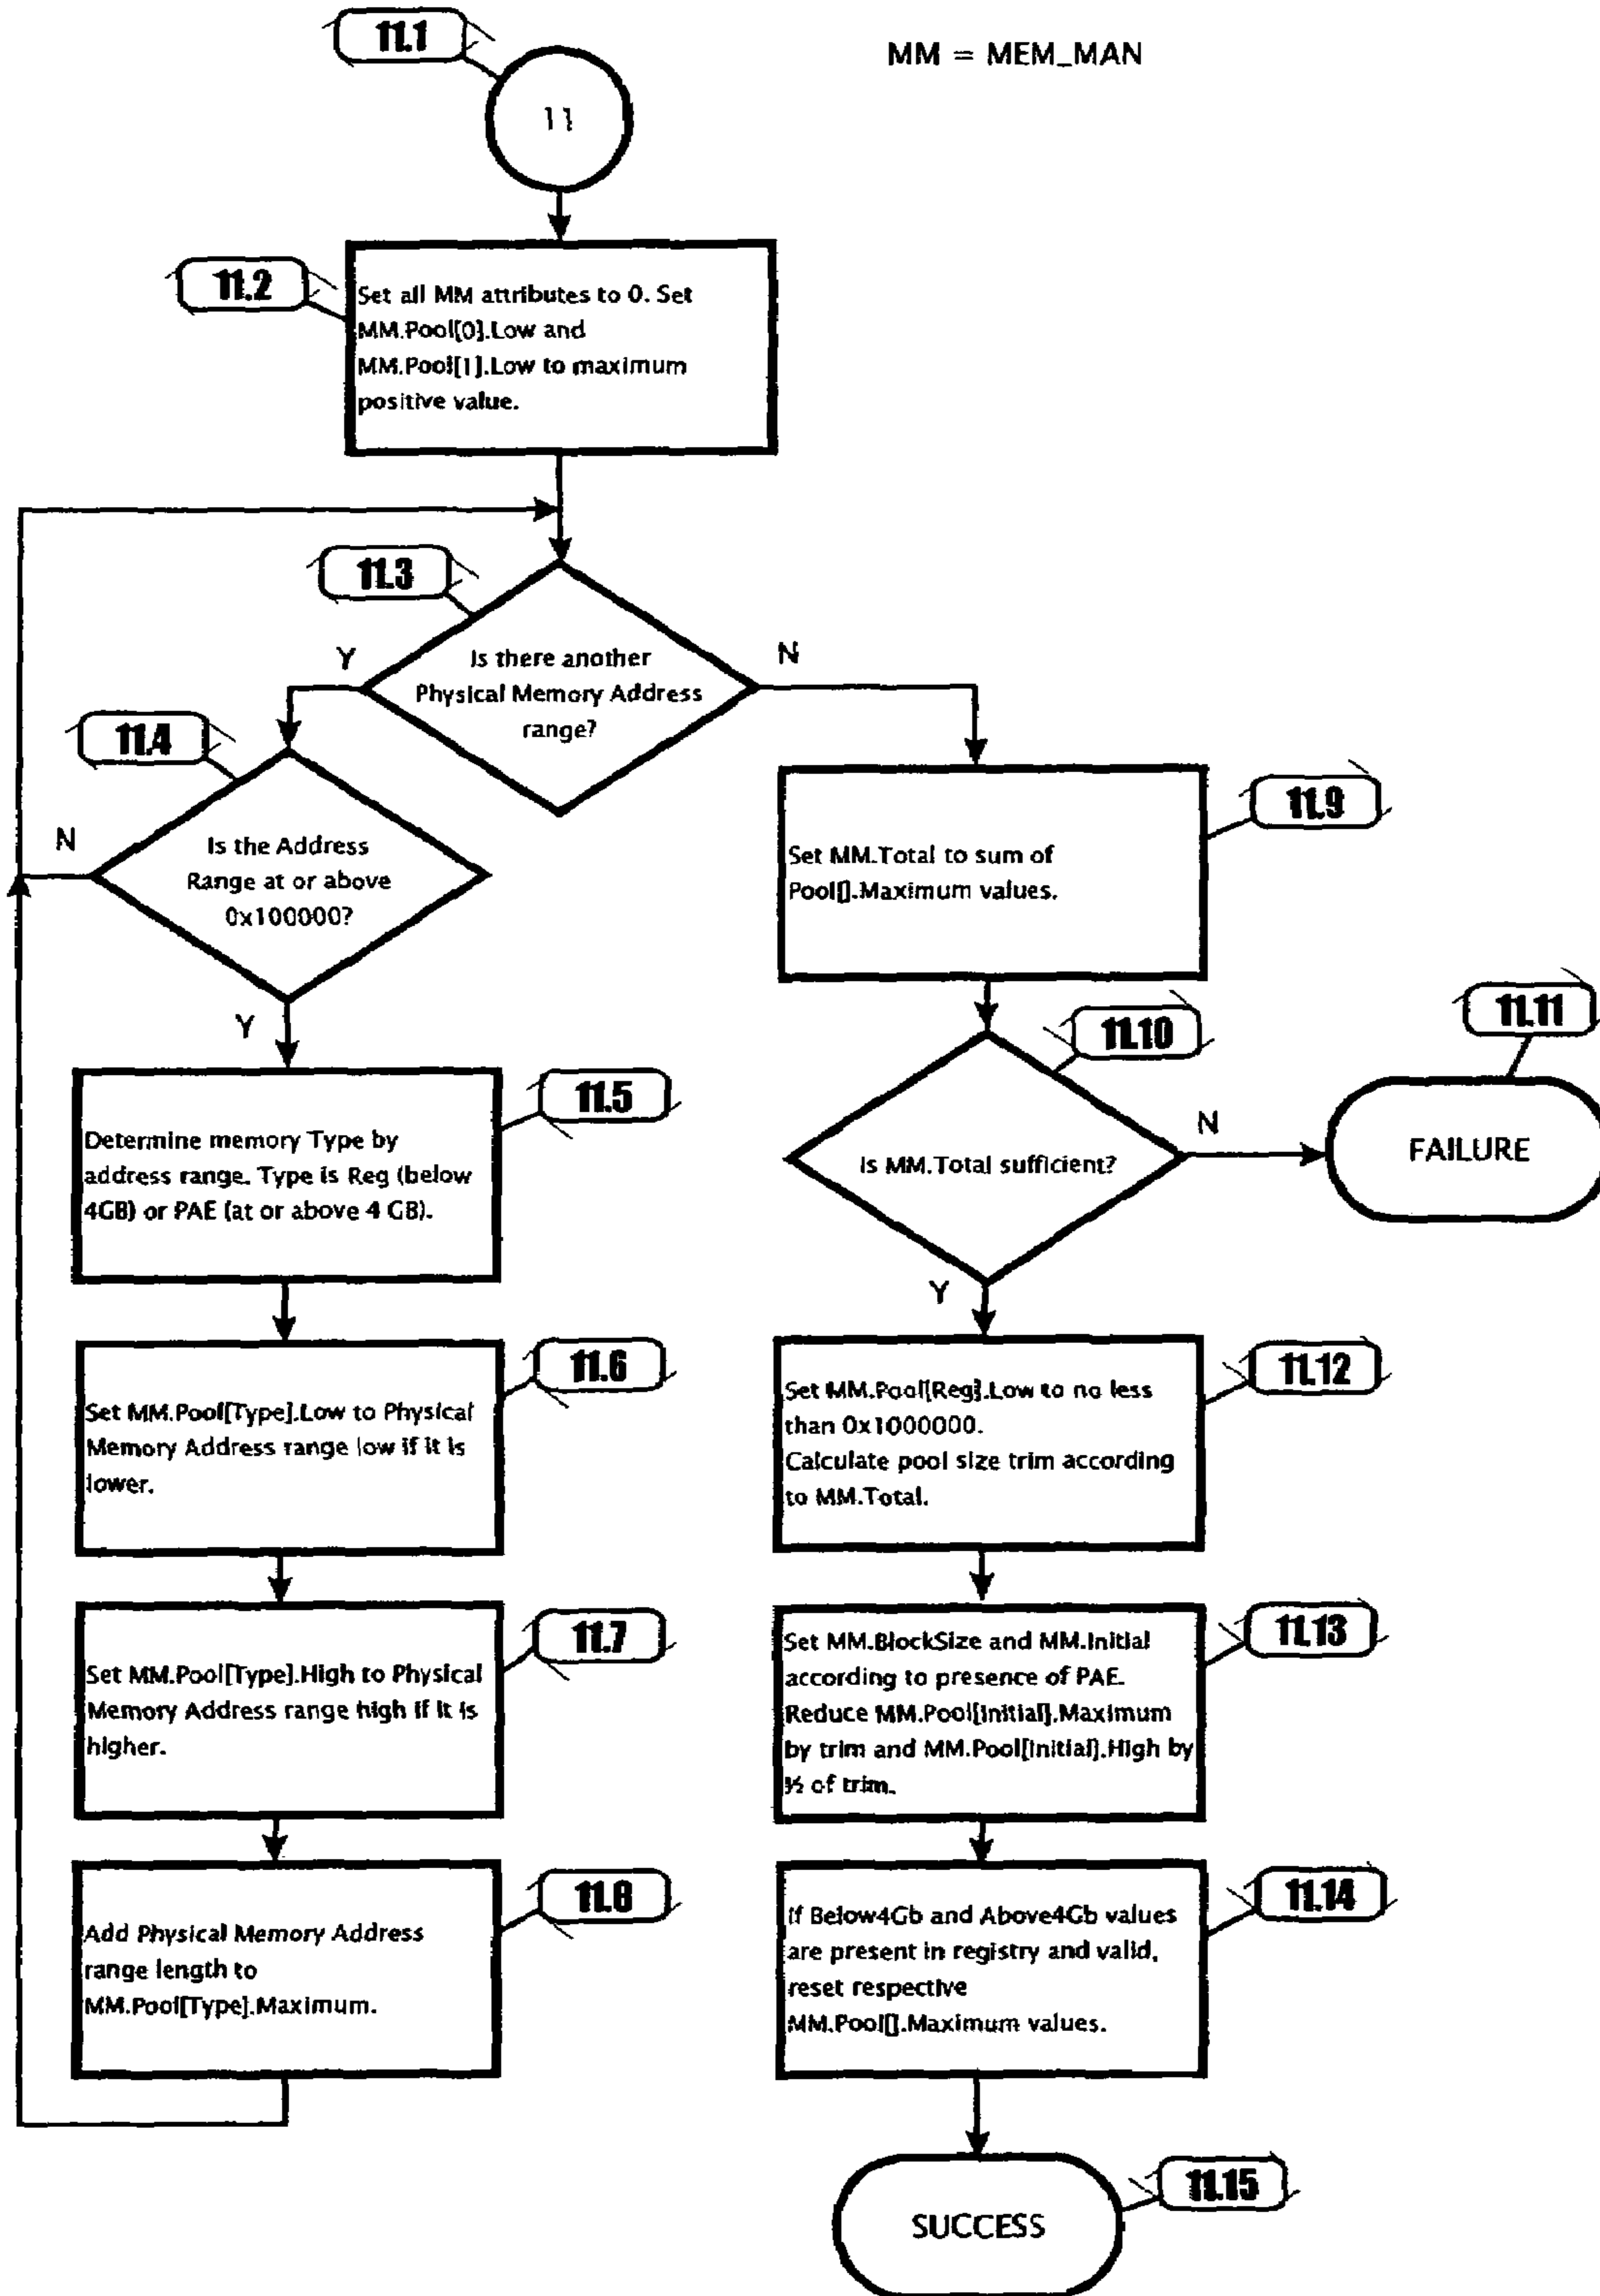 11.1
MM = MEM_MAN
11
11.2
Set all MM attributes to 0. Set
MM.Pool[0].Low and
MM.Pool[1].Low to maximum
positive value.
11.3
Is there another
Physical Memory Address
range?
Y
N
11.4
Is the Address
Range at or above
0x100000?
N
Y
11.5
Determine memory Type by
address range. Type is Reg (below
4GB) or PAE (at or above 4 GB).
11.6
Set MM.Pool[Type].Low to Physical
Memory Address range low if it is
lower.
11.7
Set MM.Pool[Type].High to Physical
Memory Address range high if it is
higher.
11.8
Add Physical Memory Address
range length to
MM.Pool[Type].Maximum.
11.9
Set MM.Total to sum of
Pool[].Maximum values.
11.10
Is MM.Total sufficient?
N
Y
11.11
FAILURE
11.12
Set MM.Pool[Reg].Low to no less
than 0x1000000.
Calculate pool size trim according
to MM.Total.
11.13
Set MM.BlockSize and MM.Initial
according to presence of PAE.
Reduce MM.Pool[Initial].Maximum
by trim and MM.Pool[Initial].High by
½ of trim.
11.14
If Below4Gb and Above4Gb values
are present in registry and valid,
reset respective
MM.Pool[].Maximum values.
11.15
SUCCESS